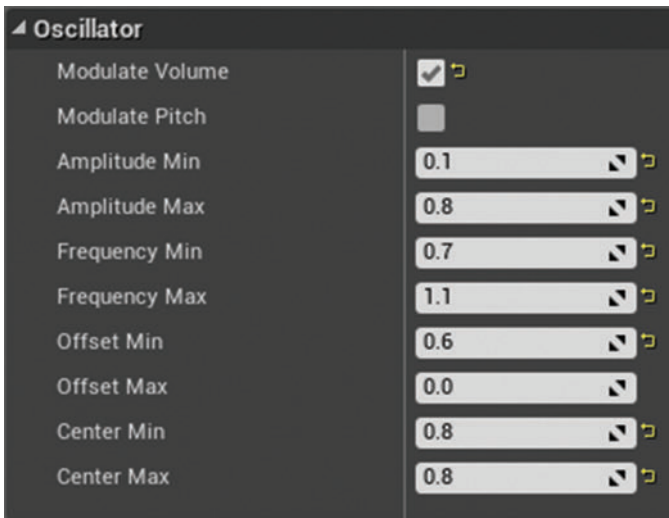 Oscillator
Modulate Volume
Modulate Pitch
Amplitude Min 0.1
Amplitude Max 0.8
Frequency Min 0.7
Frequency Max 1.1
Offset Min 0.6
Offset Max 0.0
Center Min 0.8
Center Max 0.8